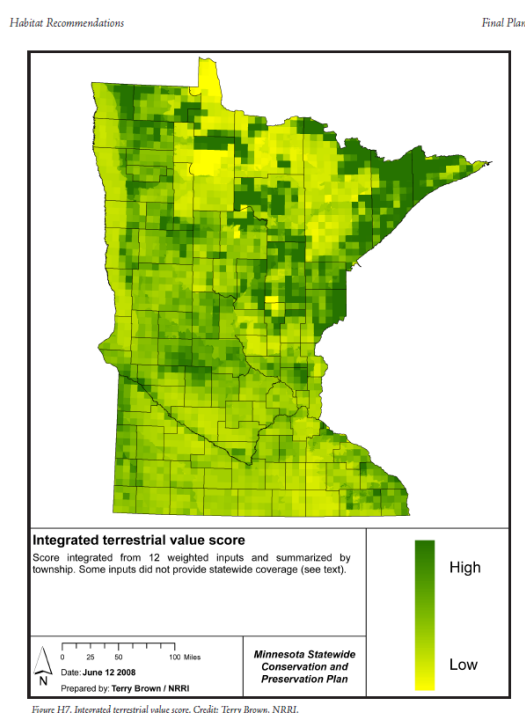 Habitat Recommendations
Final Plan
Integrated terrestrial value score
Score integrated from 12 weighted inputs and summarized by
township. Some inputs did not provide statewide coverage (see text).
High
Low
0 25 50 100 Miles
N
Date: June 12 2008
Prepared by: Terry Brown / NRRI
Minnesota Statewide
Conservation and
Preservation Plan
Figure H7. Integrated terrestrial value score. Credit: Terry Brown, NRRI.